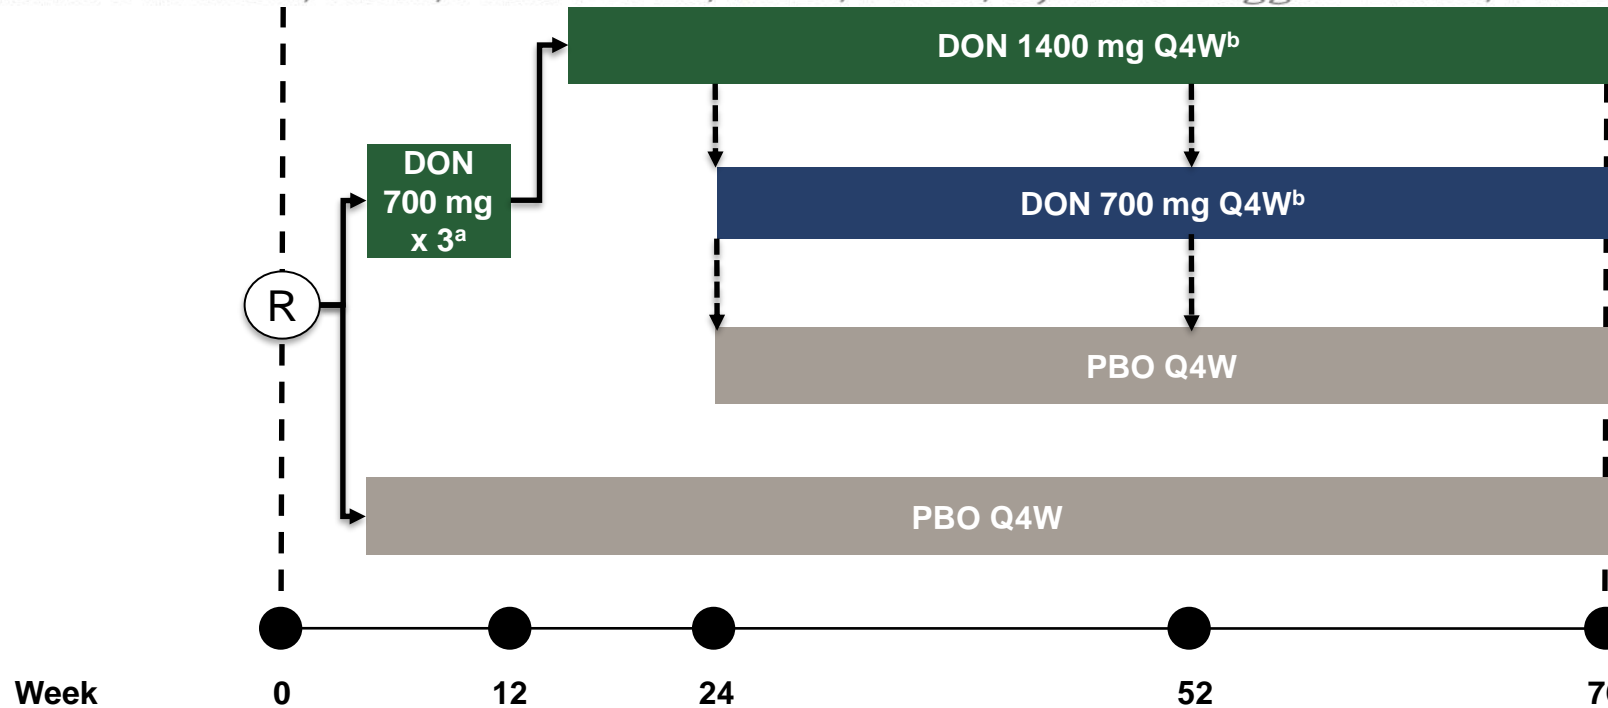 DON 1400 mg Q4Wᵇ
DON
700 mg
x 3ᵃ
DON 700 mg Q4Wᵇ
R
PBO Q4W
PBO Q4W
Week 0 12 24 52